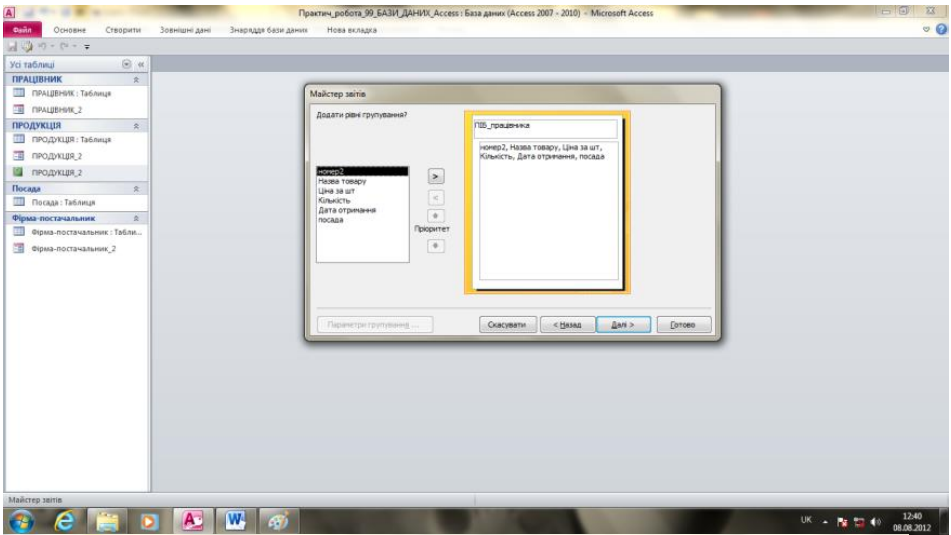 Практич_робота_99_БАЗИ_ДАНИХ_Access : База даних (Access 2007 - 2010) - Microsoft Access
Файл Основне Створити Зовнішні дані Знаряддя бази даних Нова вкладка
Усі таблиці
ПРАЦІВНИК
ПРАЦІВНИК : Таблиця
ПРАЦІВНИК_2
ПРОДУКЦІЯ
ПРОДУКЦІЯ : Таблиця
ПРОДУКЦІЯ_2
ПРОДУКЦІЯ_2
Посада
Посада : Таблиця
Фірма-постачальник
Фірма-постачальник : Табли...
Фірма-постачальник_2
Майстер звітів
Додати рівні групування?
номер2
Назва товару
Ціна за шт
Кількість
Дата отримання
посада
Пріоритет
ПІБ_працівника
номер2, Назва товару, Ціна за шт,
Кількість, Дата отримання, посада
Параметри групування ...
Скасувати < Назад Далі > Готово
Майстер звітів
UK 12:40
08.08.2012